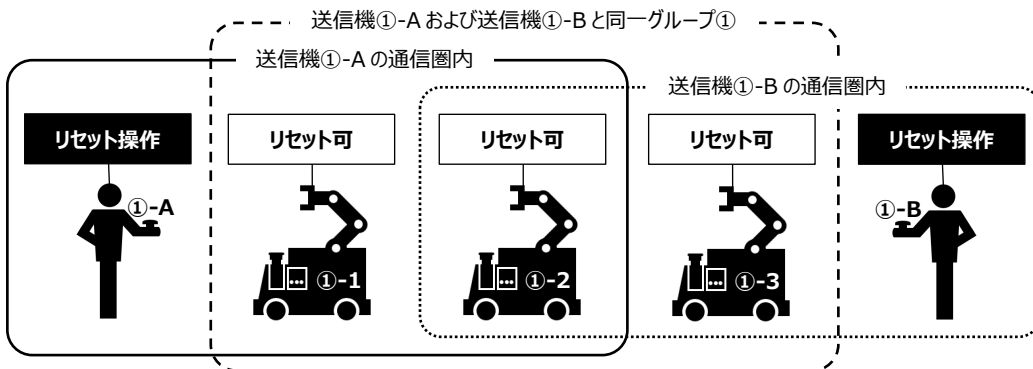 送信機①-A および送信機①-B と同一グループ①
送信機①-A の通信圏内
送信機①-B の通信圏内
リセット操作
リセット可
リセット可
リセット可
リセット操作
①-A
①-B
①-1
①-2
①-3